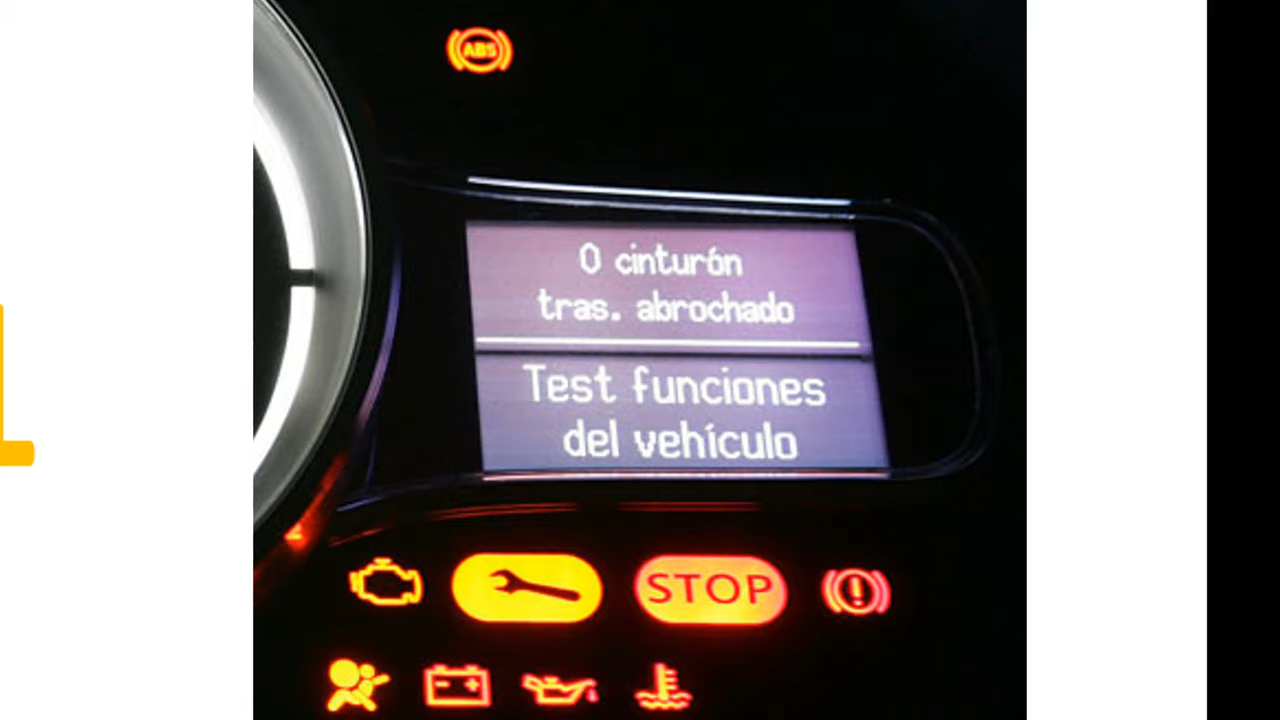 ABS
0 cinturón
tras. abrochado
Test funciones
del vehículo
STOP